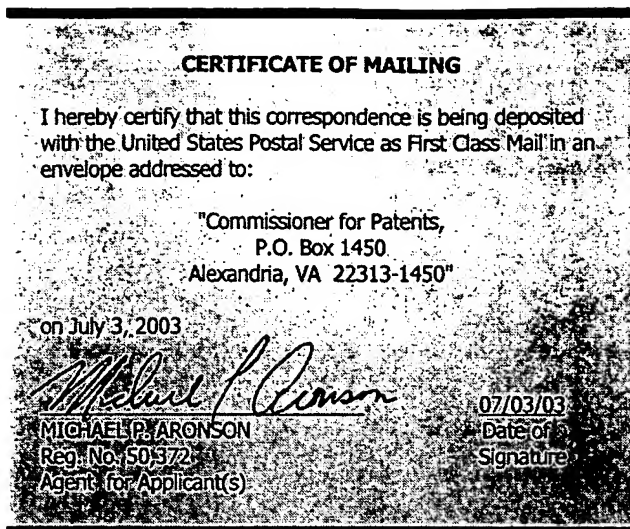 CERTIFICATE OF MAILING
I hereby certify that this correspondence is being deposited
with the United States Postal Service as First Class Mail in an
envelope addressed to:
"Commissioner for Patents,
P.O. Box 1450
Alexandria, VA 22313-1450"
on July 3, 2003
Michael P Aronson
MICHAEL P. ARONSON 07/03/03
Reg. No. 50,372 Date of
Agent for Applicant(s) Signature